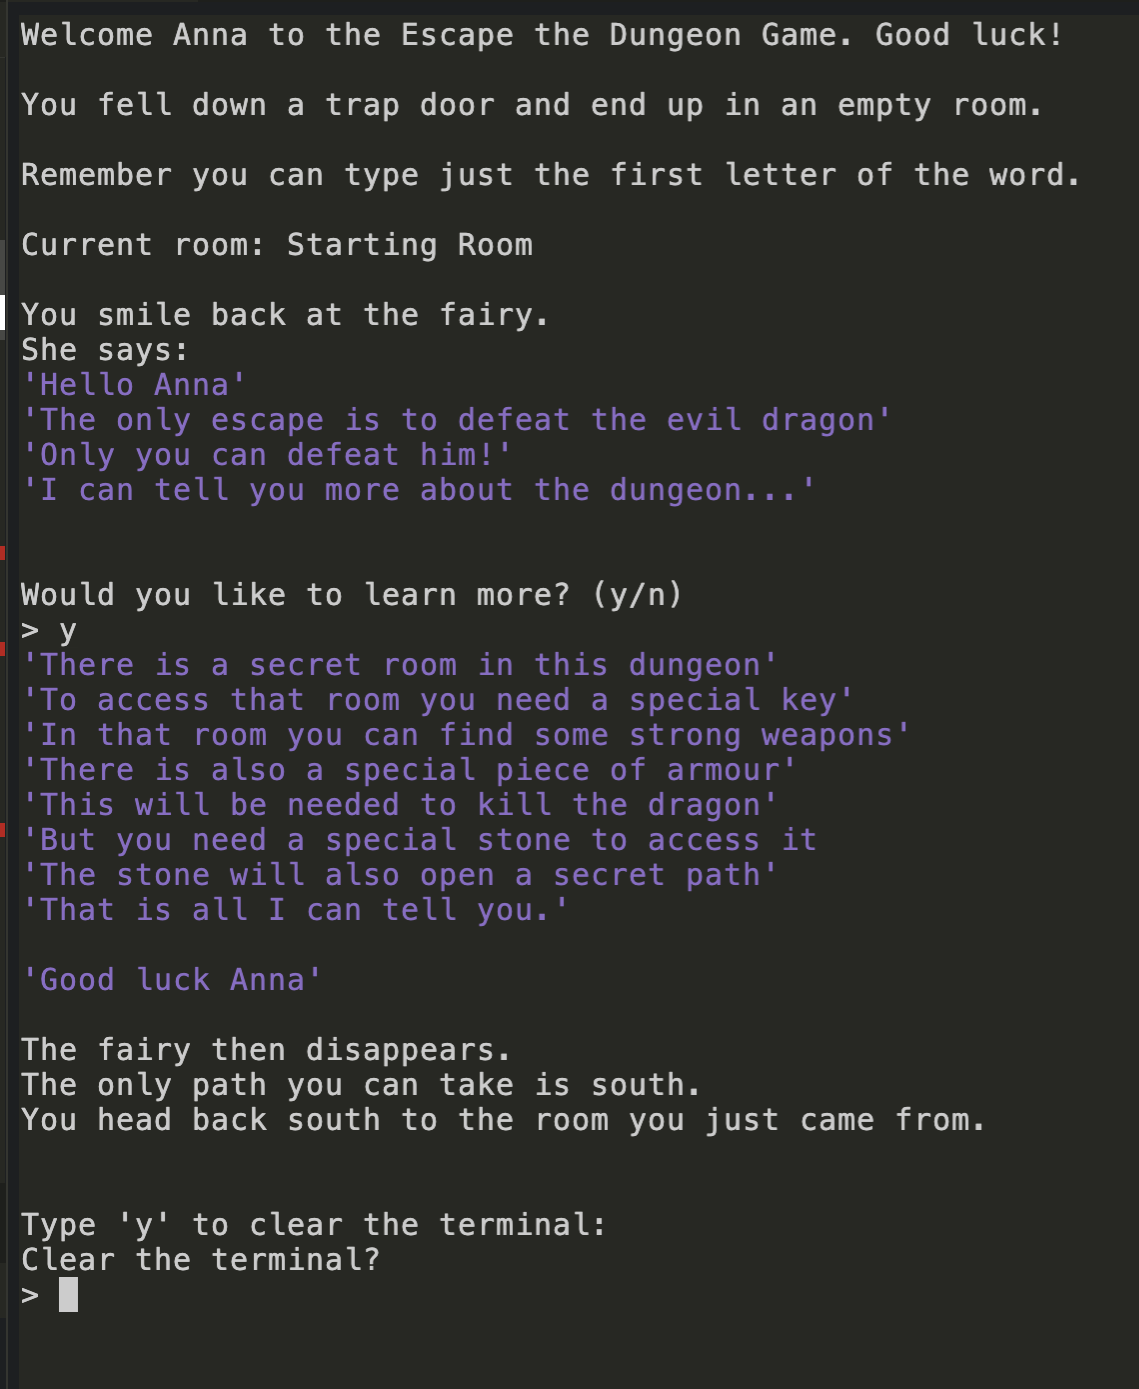 Welcome Anna to the Escape the Dungeon Game. Good luck!
You fell down a trap door and end up in an empty room.
Remember you can type just the first letter of the word.
Current room: Starting Room
You smile back at the fairy.
She says:
'Hello Anna'
'The only escape is to defeat the evil dragon'
'Only you can defeat him!'
'I can tell you more about the dungeon...'
Would you like to learn more? (y/n)
> y
'There is a secret room in this dungeon'
'To access that room you need a special key'
'In that room you can find some strong weapons'
'There is also a special piece of armour'
'This will be needed to kill the dragon'
'But you need a special stone to access it
'The stone will also open a secret path'
'That is all I can tell you.'
'Good luck Anna'
The fairy then disappears.
The only path you can take is south.
You head back south to the room you just came from.
Type 'y' to clear the terminal:
Clear the terminal?
>